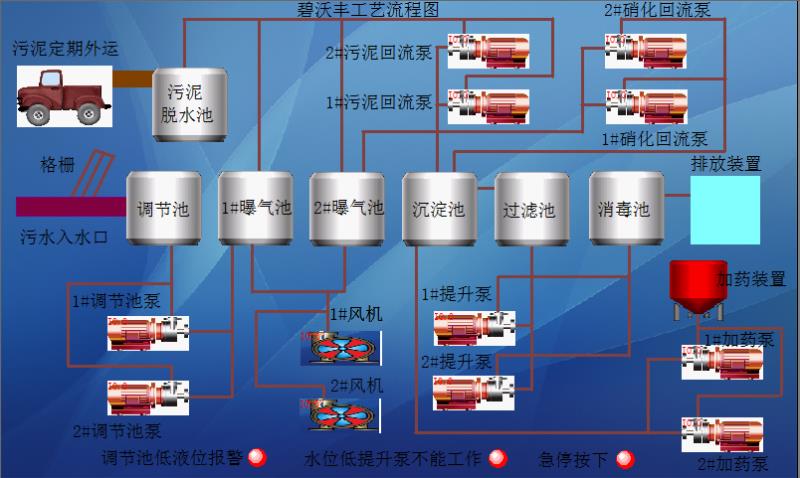 碧沃丰工艺流程图
2#硝化回流泵
污泥定期外运
2#污泥回流泵
污泥
脱水池
1#污泥回流泵
1#硝化回流泵
格栅
排放装置
调节池
1#曝气池
2#曝气池
沉淀池
过滤池
消毒池
污水入水口
加药装置
1#调节池泵
1#提升泵
1#风机
1#加药泵
2#提升泵
2#风机
2#调节池泵
2#加药泵
调节池低液位报警
水位低提升泵不能工作
急停按下